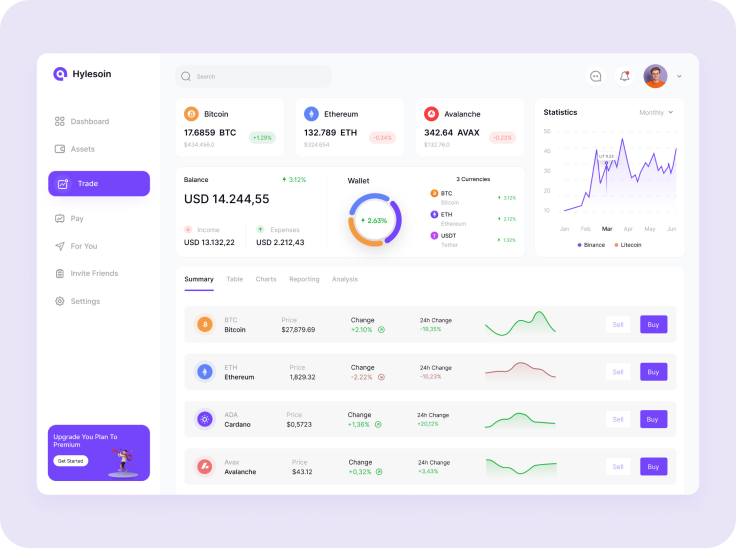 Hylesoin
Search
Dashboard
Assets
Trade
Pay
For You
Invite Friends
Settings
Upgrade You Plan To
Premium
Get Started
Bitcoin
17.6859 BTC
+1,29%
Ethereum
132.789 ETH
-0,34%
$324.654
Avalanche
342.64 AVAX
-0,23%
$132,76.0
Balance
3,12%
USD 14.244,55
Income
USD 13.132,22
Expenses
USD 2.212,43
Wallet
2.63%
3 Currencies
BTC
Bitcoin
3.12%
ETH
Ethereum
2.12%
USDT
Tether
1.32%
Statistics
Monthly
50
40
30
20
10
Jan Feb Mar Apr May Jun
Binance Litecoin
Summary Table Charts Reporting Analysis
BTC Price Change 24h Change
Bitcoin $27,879.69 +2.10% -19,35% Sell Buy
ETH Price Change 24h Change
Ethereum 1,829.32 -2.22% -10,23% Sell Buy
ADA Price Change 24h Change
Cardano $0,5723 +1,36% +20,12% Sell Buy
Avax Price Change 24h Change
Avalanche $43.12 +0,32% +3,43% Sell Buy